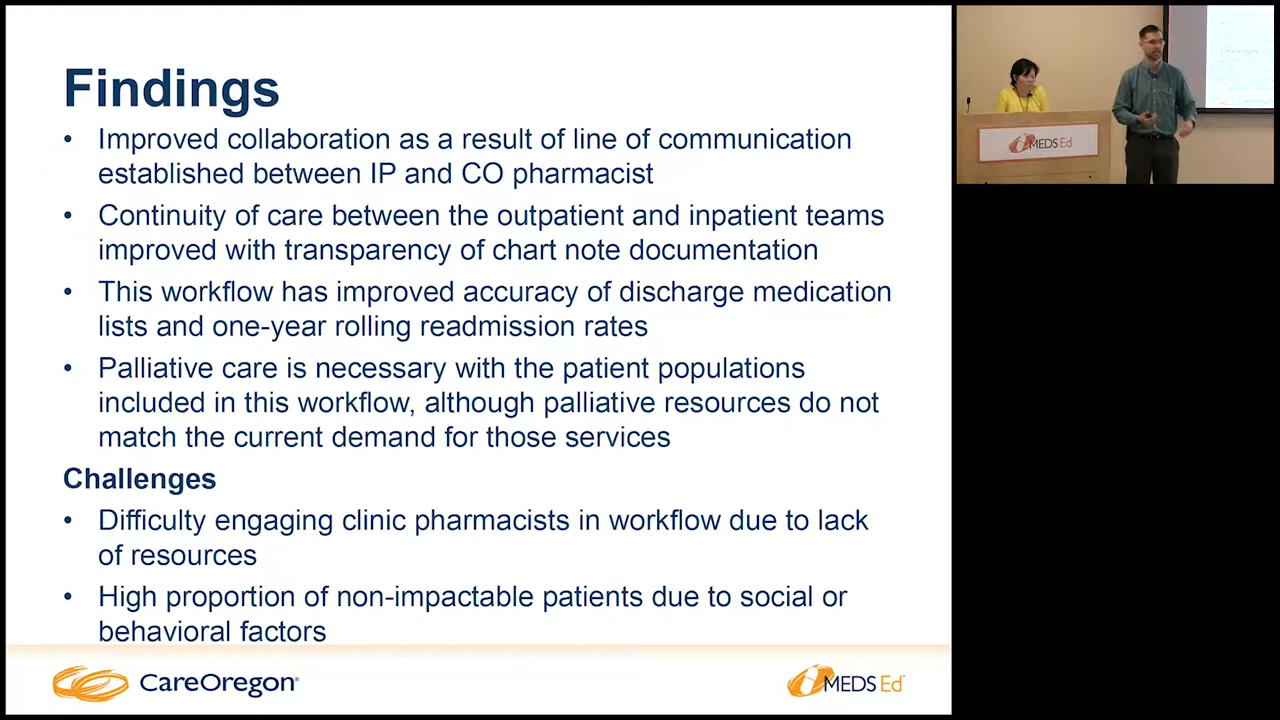 Findings
• Improved collaboration as a result of line of communication
established between IP and CO pharmacist
• Continuity of care between the outpatient and inpatient teams
improved with transparency of chart note documentation
• This workflow has improved accuracy of discharge medication
lists and one-year rolling readmission rates
• Palliative care is necessary with the patient populations
included in this workflow, although palliative resources do not
match the current demand for those services
Challenges
• Difficulty engaging clinic pharmacists in workflow due to lack
of resources
• High proportion of non-impactable patients due to social or
behavioral factors
CareOregon®
MEDS Ed
MEDS Ed
Challenges
CareOregon